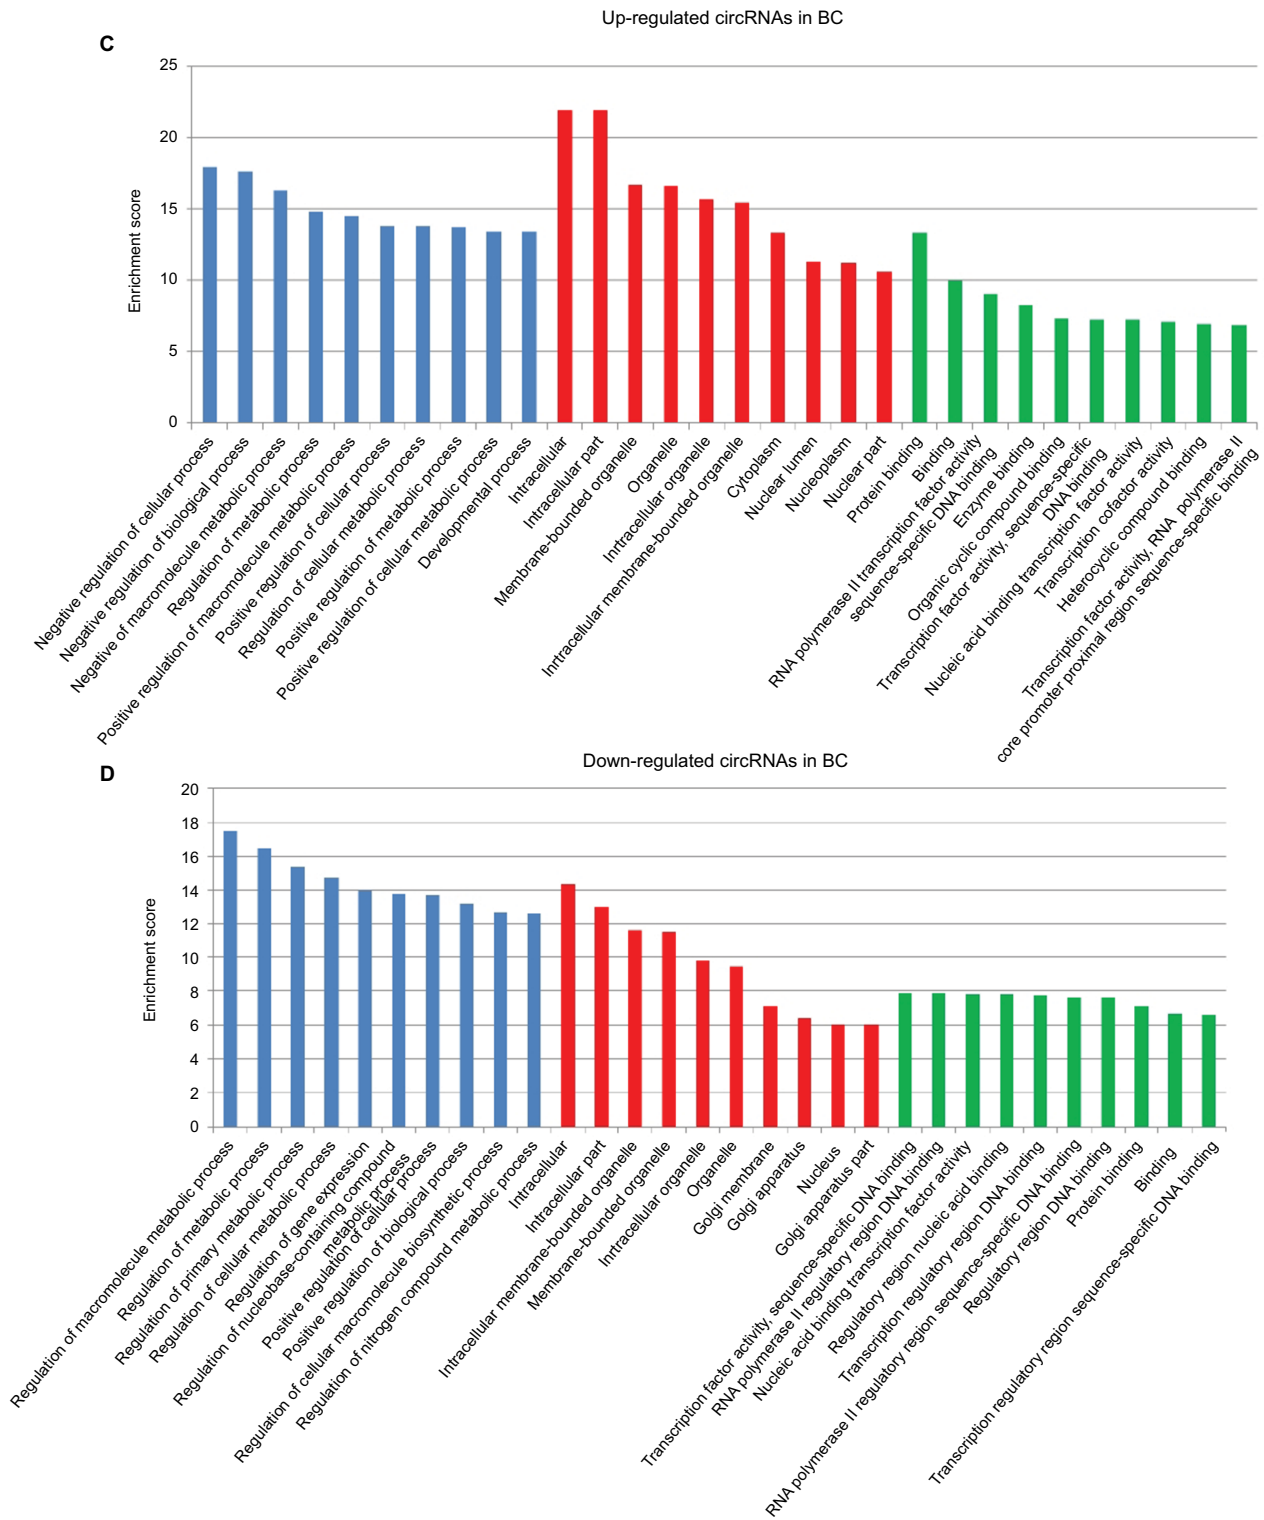 Up-regulated circRNAs in BC
C
25
20
15
10
5
0
Enrichment score
Negative regulation of cellular process
Negative regulation of biological process
Negative of macromolecule metabolic process
Regulation of metabolic process
Positive regulation of macromolecule metabolic process
Positive regulation of cellular process
Regulation of cellular metabolic process
Positive regulation of metabolic process
Positive regulation of cellular metabolic process
Developmental process
Intracellular
Intracellular part
Membrane-bounded organelle
Organelle
Inrtracellular organelle
Inrtracellular membrane-bounded organelle
Cytoplasm
Nuclear lumen
Nucleoplasm
Nuclear part
Protein binding
Binding
RNA polymerase II transcription factor activity
sequence-specific DNA binding
Enzyme binding
Organic cyclic compound binding
Transcription factor activity, sequence-specific
DNA binding
Nucleic acid binding transcription factor activity
Transcription cofactor activity
Heterocyclic compound binding
Transcription factor activity, RNA polymerase II
core promoter proximal region sequence-specific binding
Down-regulated circRNAs in BC
D
20
18
16
14
12
10
8
6
4
2
0
Enrichment score
Regulation of macromolecule metabolic process
Regulation of metabolic process
Regulation of primary metabolic process
Regulation of cellular metabolic process
Regulation of gene expression
Regulation of nucleobase-containing compound
metabolic process
Positive regulation of cellular process
Positive regulation of biological process
Regulation of cellular macromolecule biosynthetic process
Regulation of nitrogen compound metabolic process
Intracellular
Intracellular part
Intracellular membrane-bounded organelle
Membrane-bounded organelle
Inrtracellular organelle
Organelle
Golgi membrane
Golgi apparatus
Nucleus
Golgi apparatus part
Transcription factor activity, sequence-specific DNA binding
RNA polymerase II regulatory region DNA binding
Nucleic acid binding transcription factor activity
Regulatory region nucleic acid binding
Transcription regulatory region DNA binding
RNA polymerase II regulatory region sequence-specific DNA binding
Regulatory region DNA binding
Protein binding
Binding
Transcription regulatory region sequence-specific DNA binding